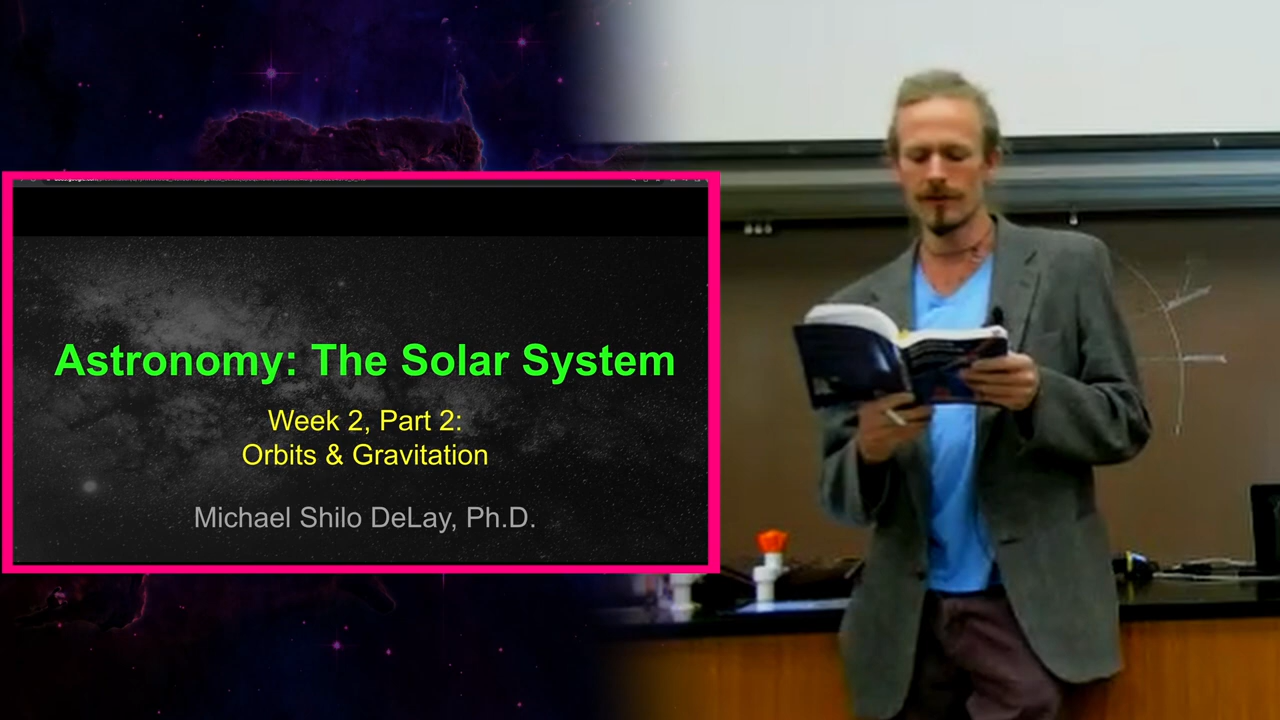 Astronomy: The Solar System
Week 2, Part 2:
Orbits & Gravitation
Michael Shilo DeLay, Ph.D.